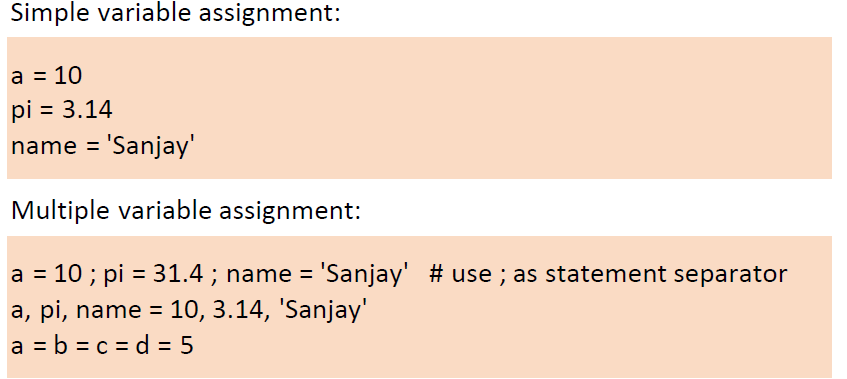 Simple variable assignment:
a = 10
pi = 3.14
name = 'Sanjay'
Multiple variable assignment:
a = 10 ; pi = 31.4 ; name = 'Sanjay'   # use ; as statement separator
a, pi, name = 10, 3.14, 'Sanjay'
a = b = c = d = 5